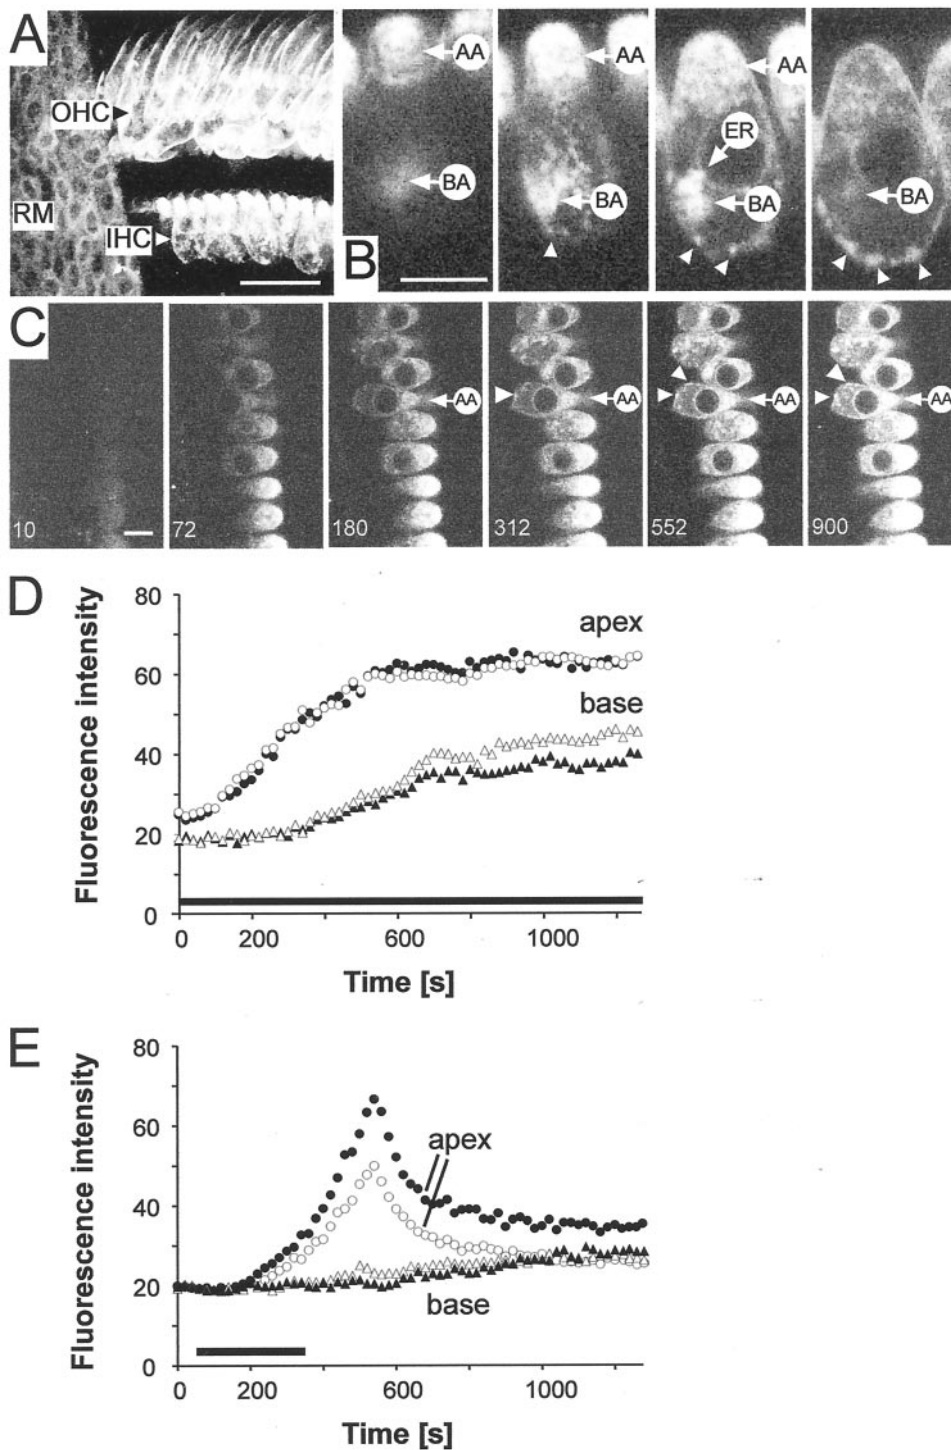 A
OHC
RM
IHC
B
AA
BA
AA
BA
AA
ER
BA
BA
C
10
72
180
AA
312
AA
552
AA
900
AA
D
Fluorescence intensity
80
60
40
20
0
apex
base
0 200 600 1000
Time [s]
E
Fluorescence intensity
80
60
40
20
0
apex
base
0 200 600 1000
Time [s]